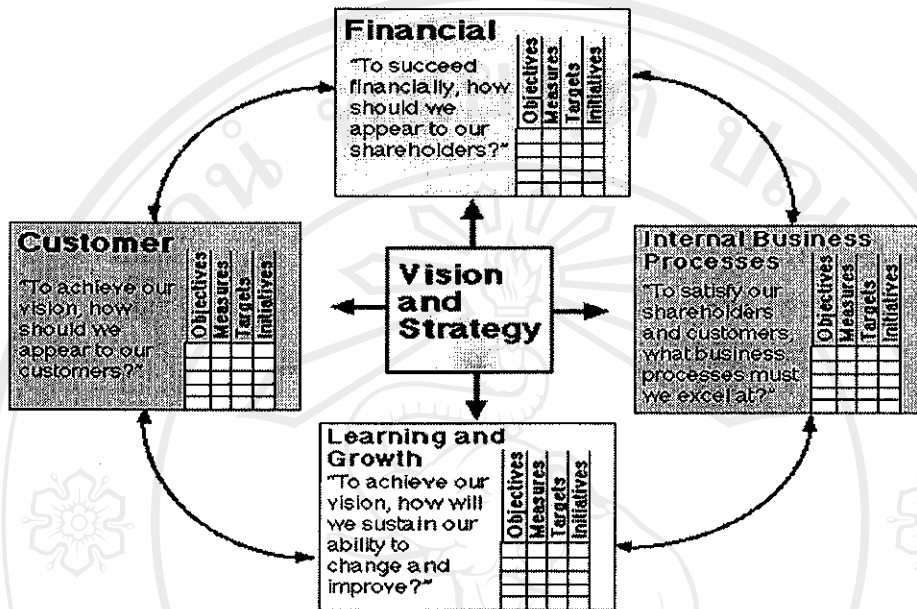 Financial
"To succeed
financially, how
should we
appear to our
shareholders?"
Objectives
Measures
Targets
Initiatives
Customer
"To achieve our
vision, how
should we
appear to our
customers?"
Objectives
Measures
Targets
Initiatives
Vision
and
Strategy
Internal Business
Processes
"To satisfy our
shareholders
and customers,
what business
processes must
we excel at?"
Objectives
Measures
Targets
Initiatives
Learning and
Growth
"To achieve our
vision, how will
we sustain our
ability to
change and
improve?"
Objectives
Measures
Targets
Initiatives